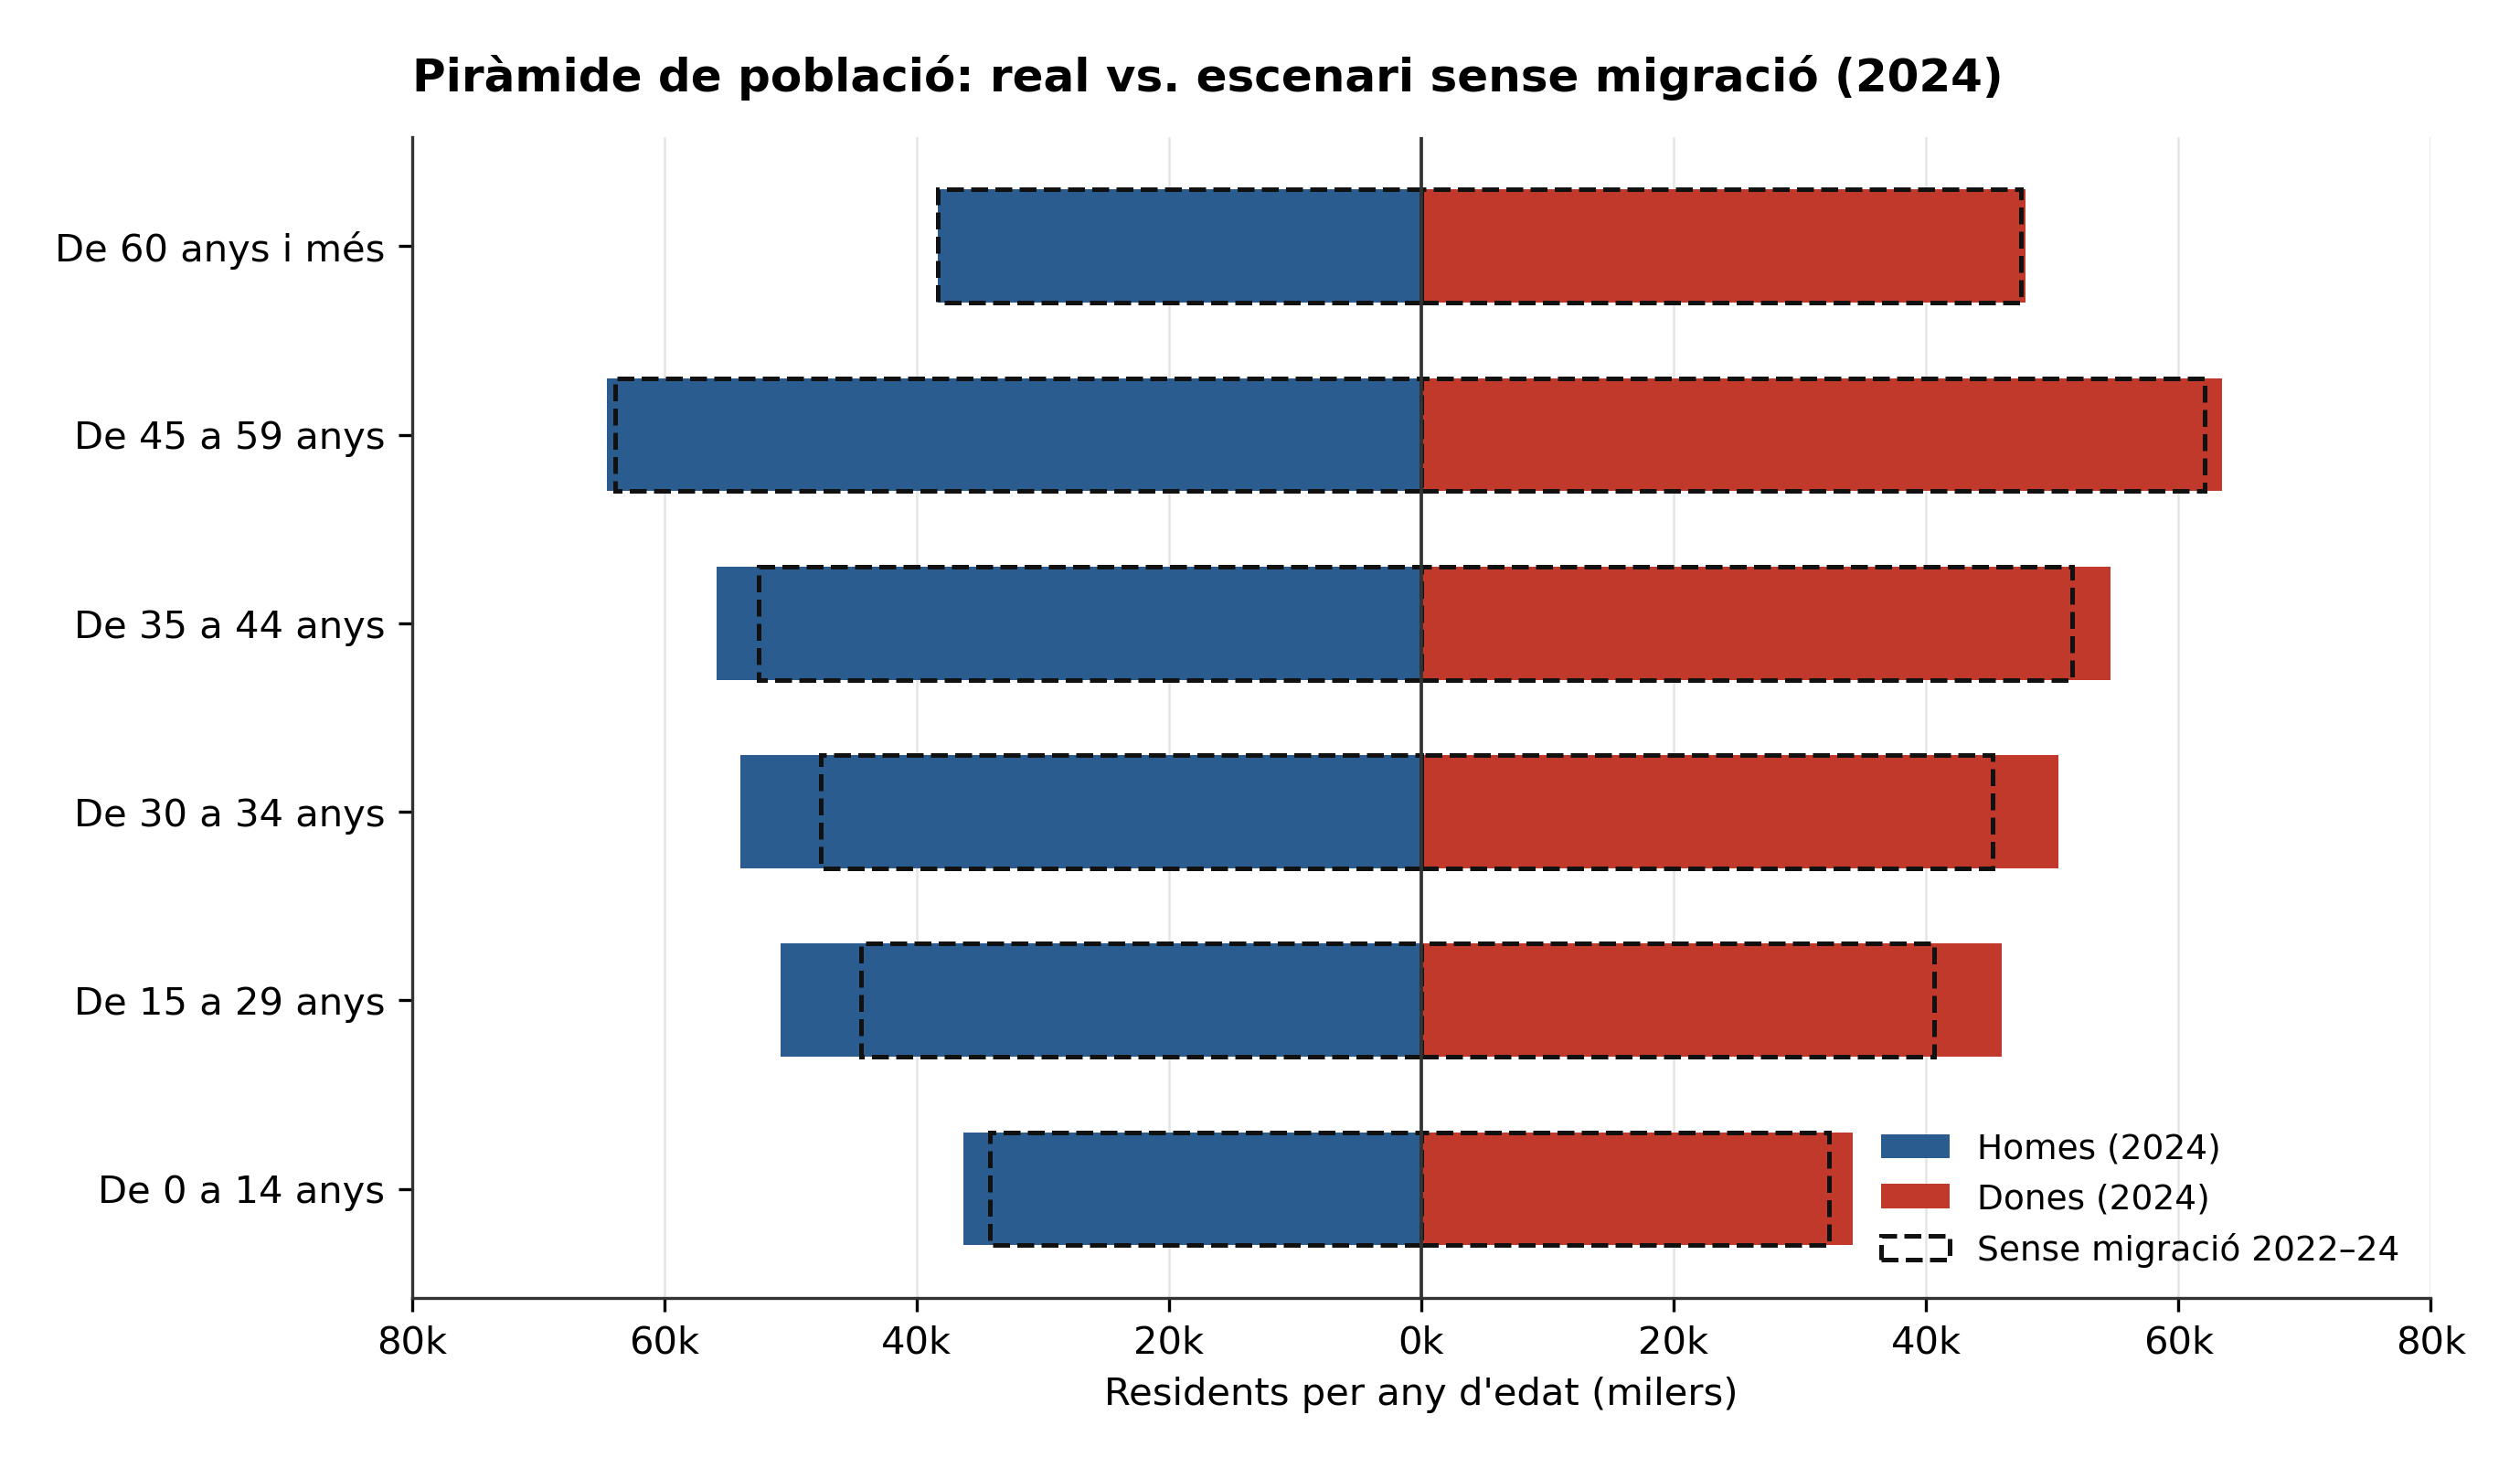 Piràmide de població: real vs. escenari sense migració (2024)
De 60 anys i més
De 45 a 59 anys
De 35 a 44 anys
De 30 a 34 anys
De 15 a 29 anys
De 0 a 14 anys
Homes (2024)
Dones (2024)
Sense migració 2022–24
80k 60k 40k 20k 0k 20k 40k 60k 80k
Residents per any d'edat (milers)